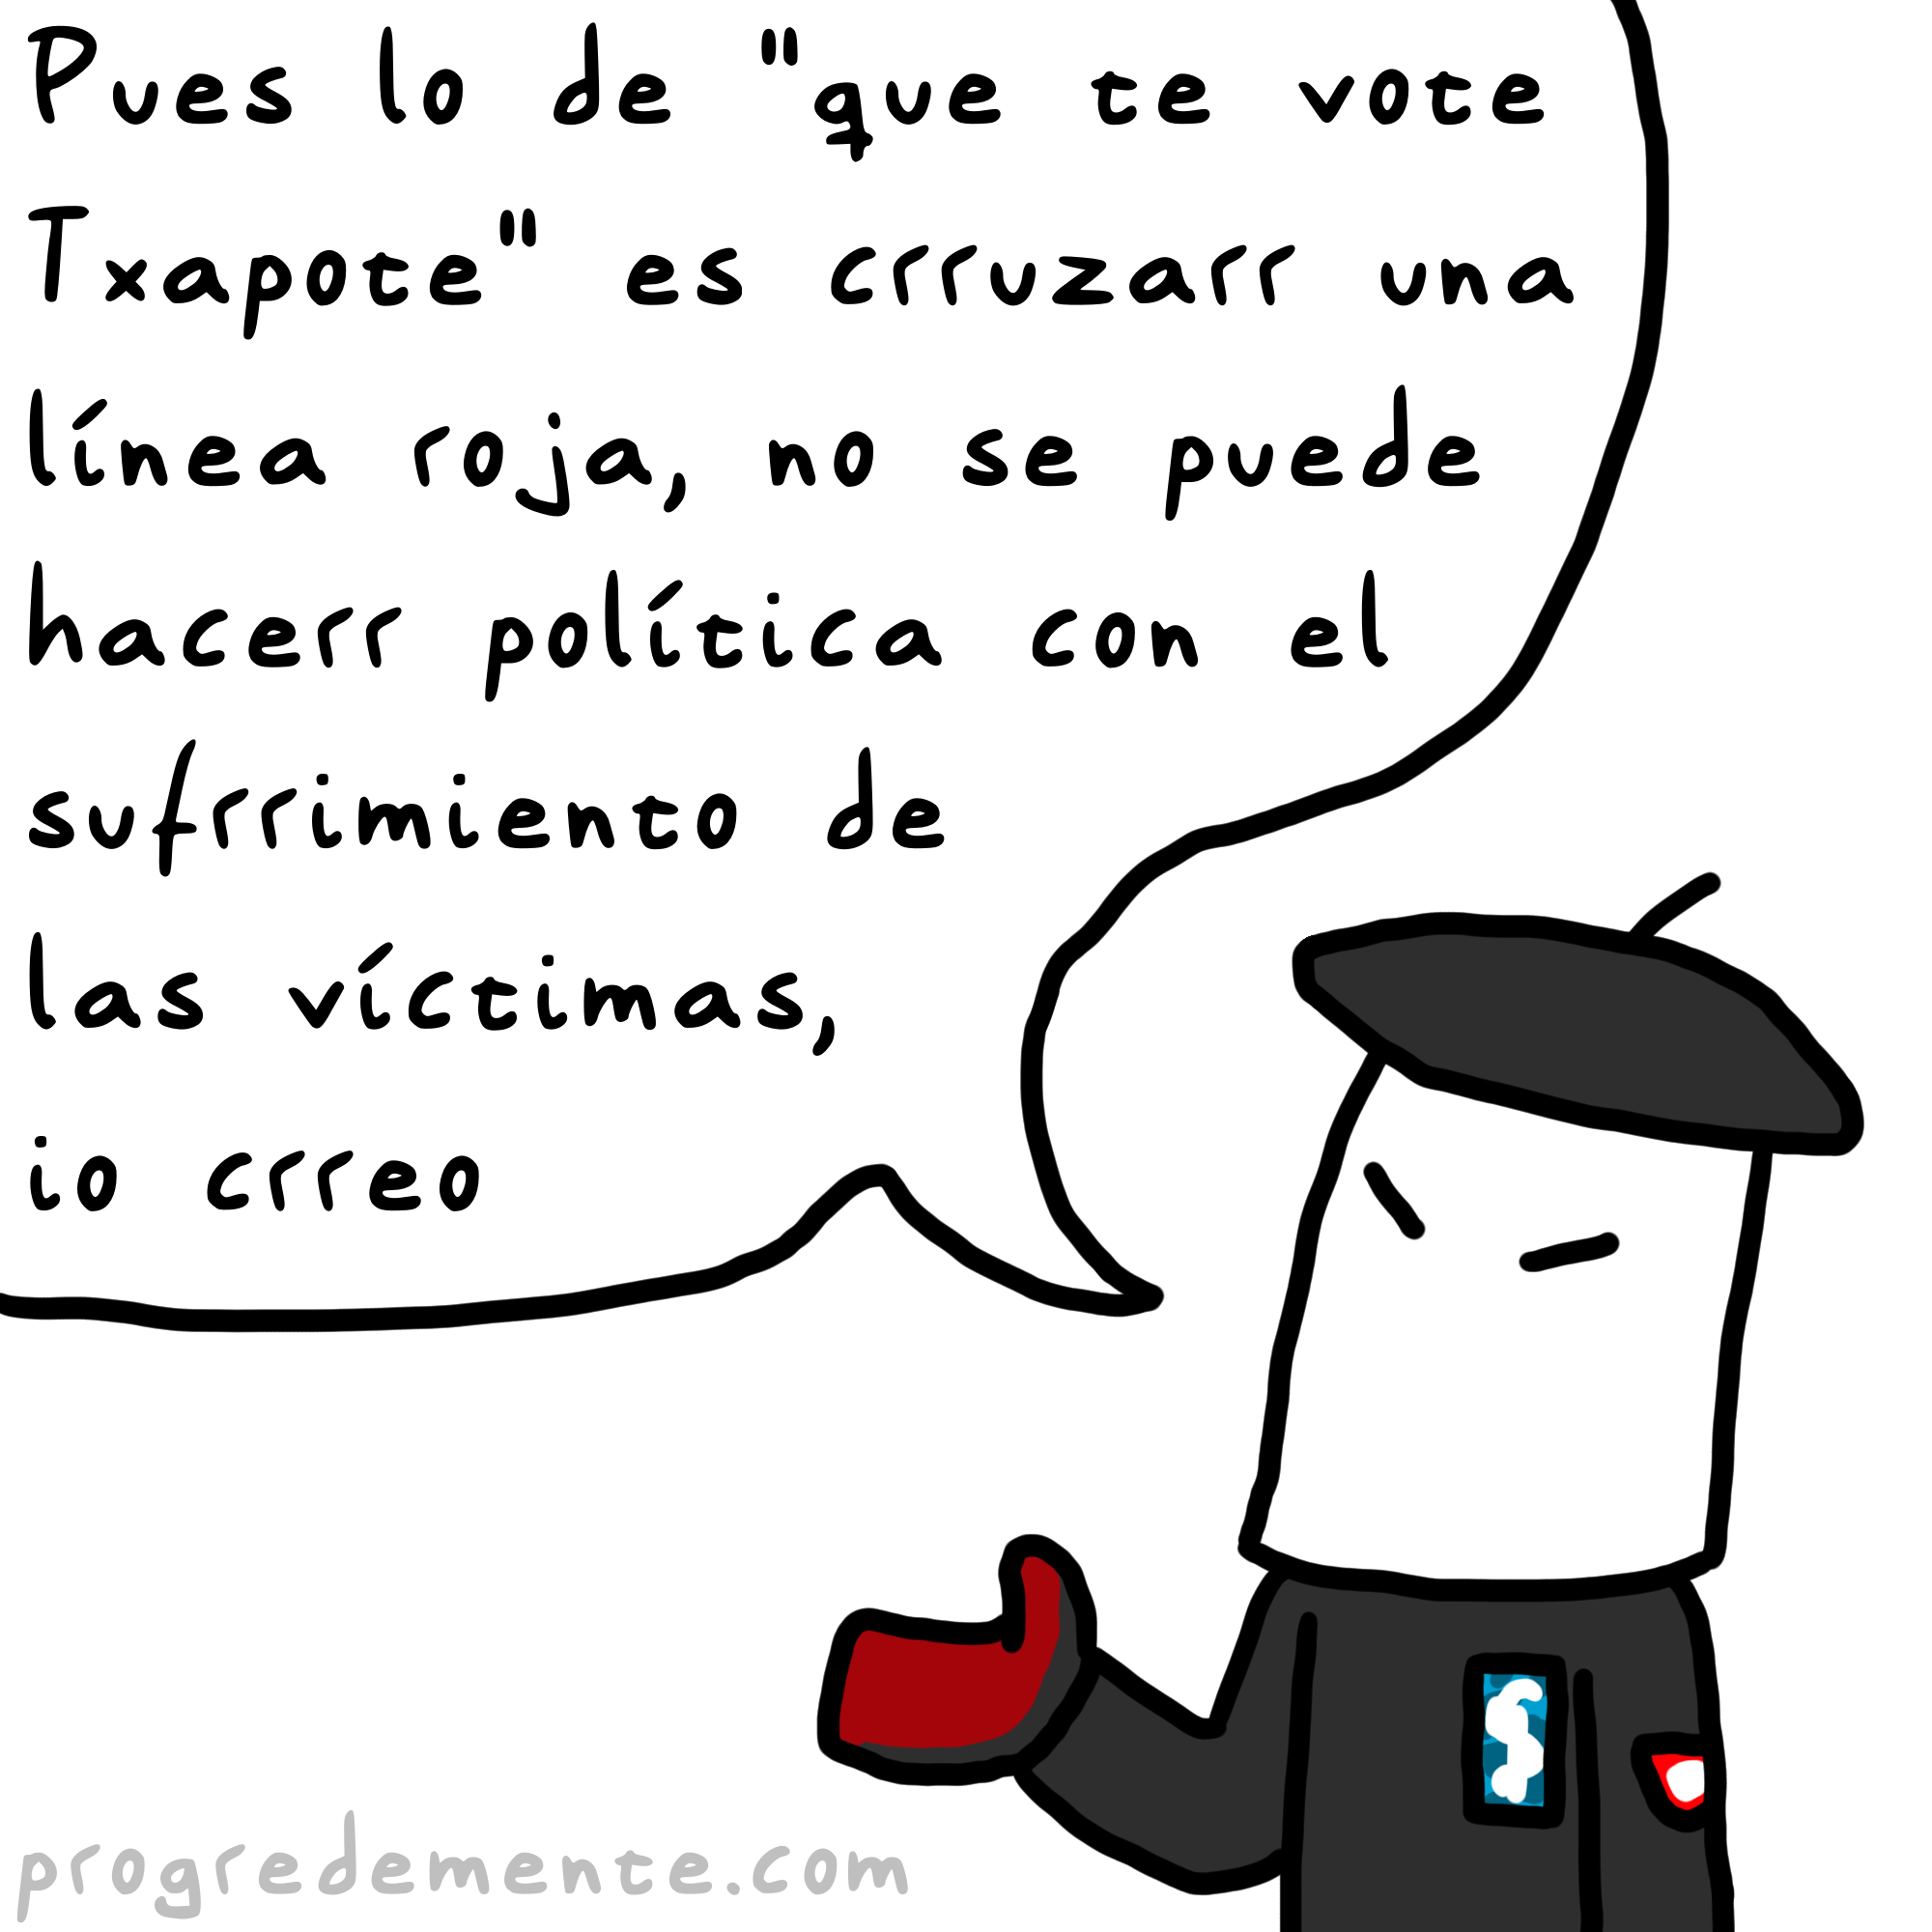 Pues lo de "que te vote
Txapote" es crruzarr una
línea roja, no se puede
hacerr política con el
sufrrimiento de
las víctimas,
io crreo
progredemente.com